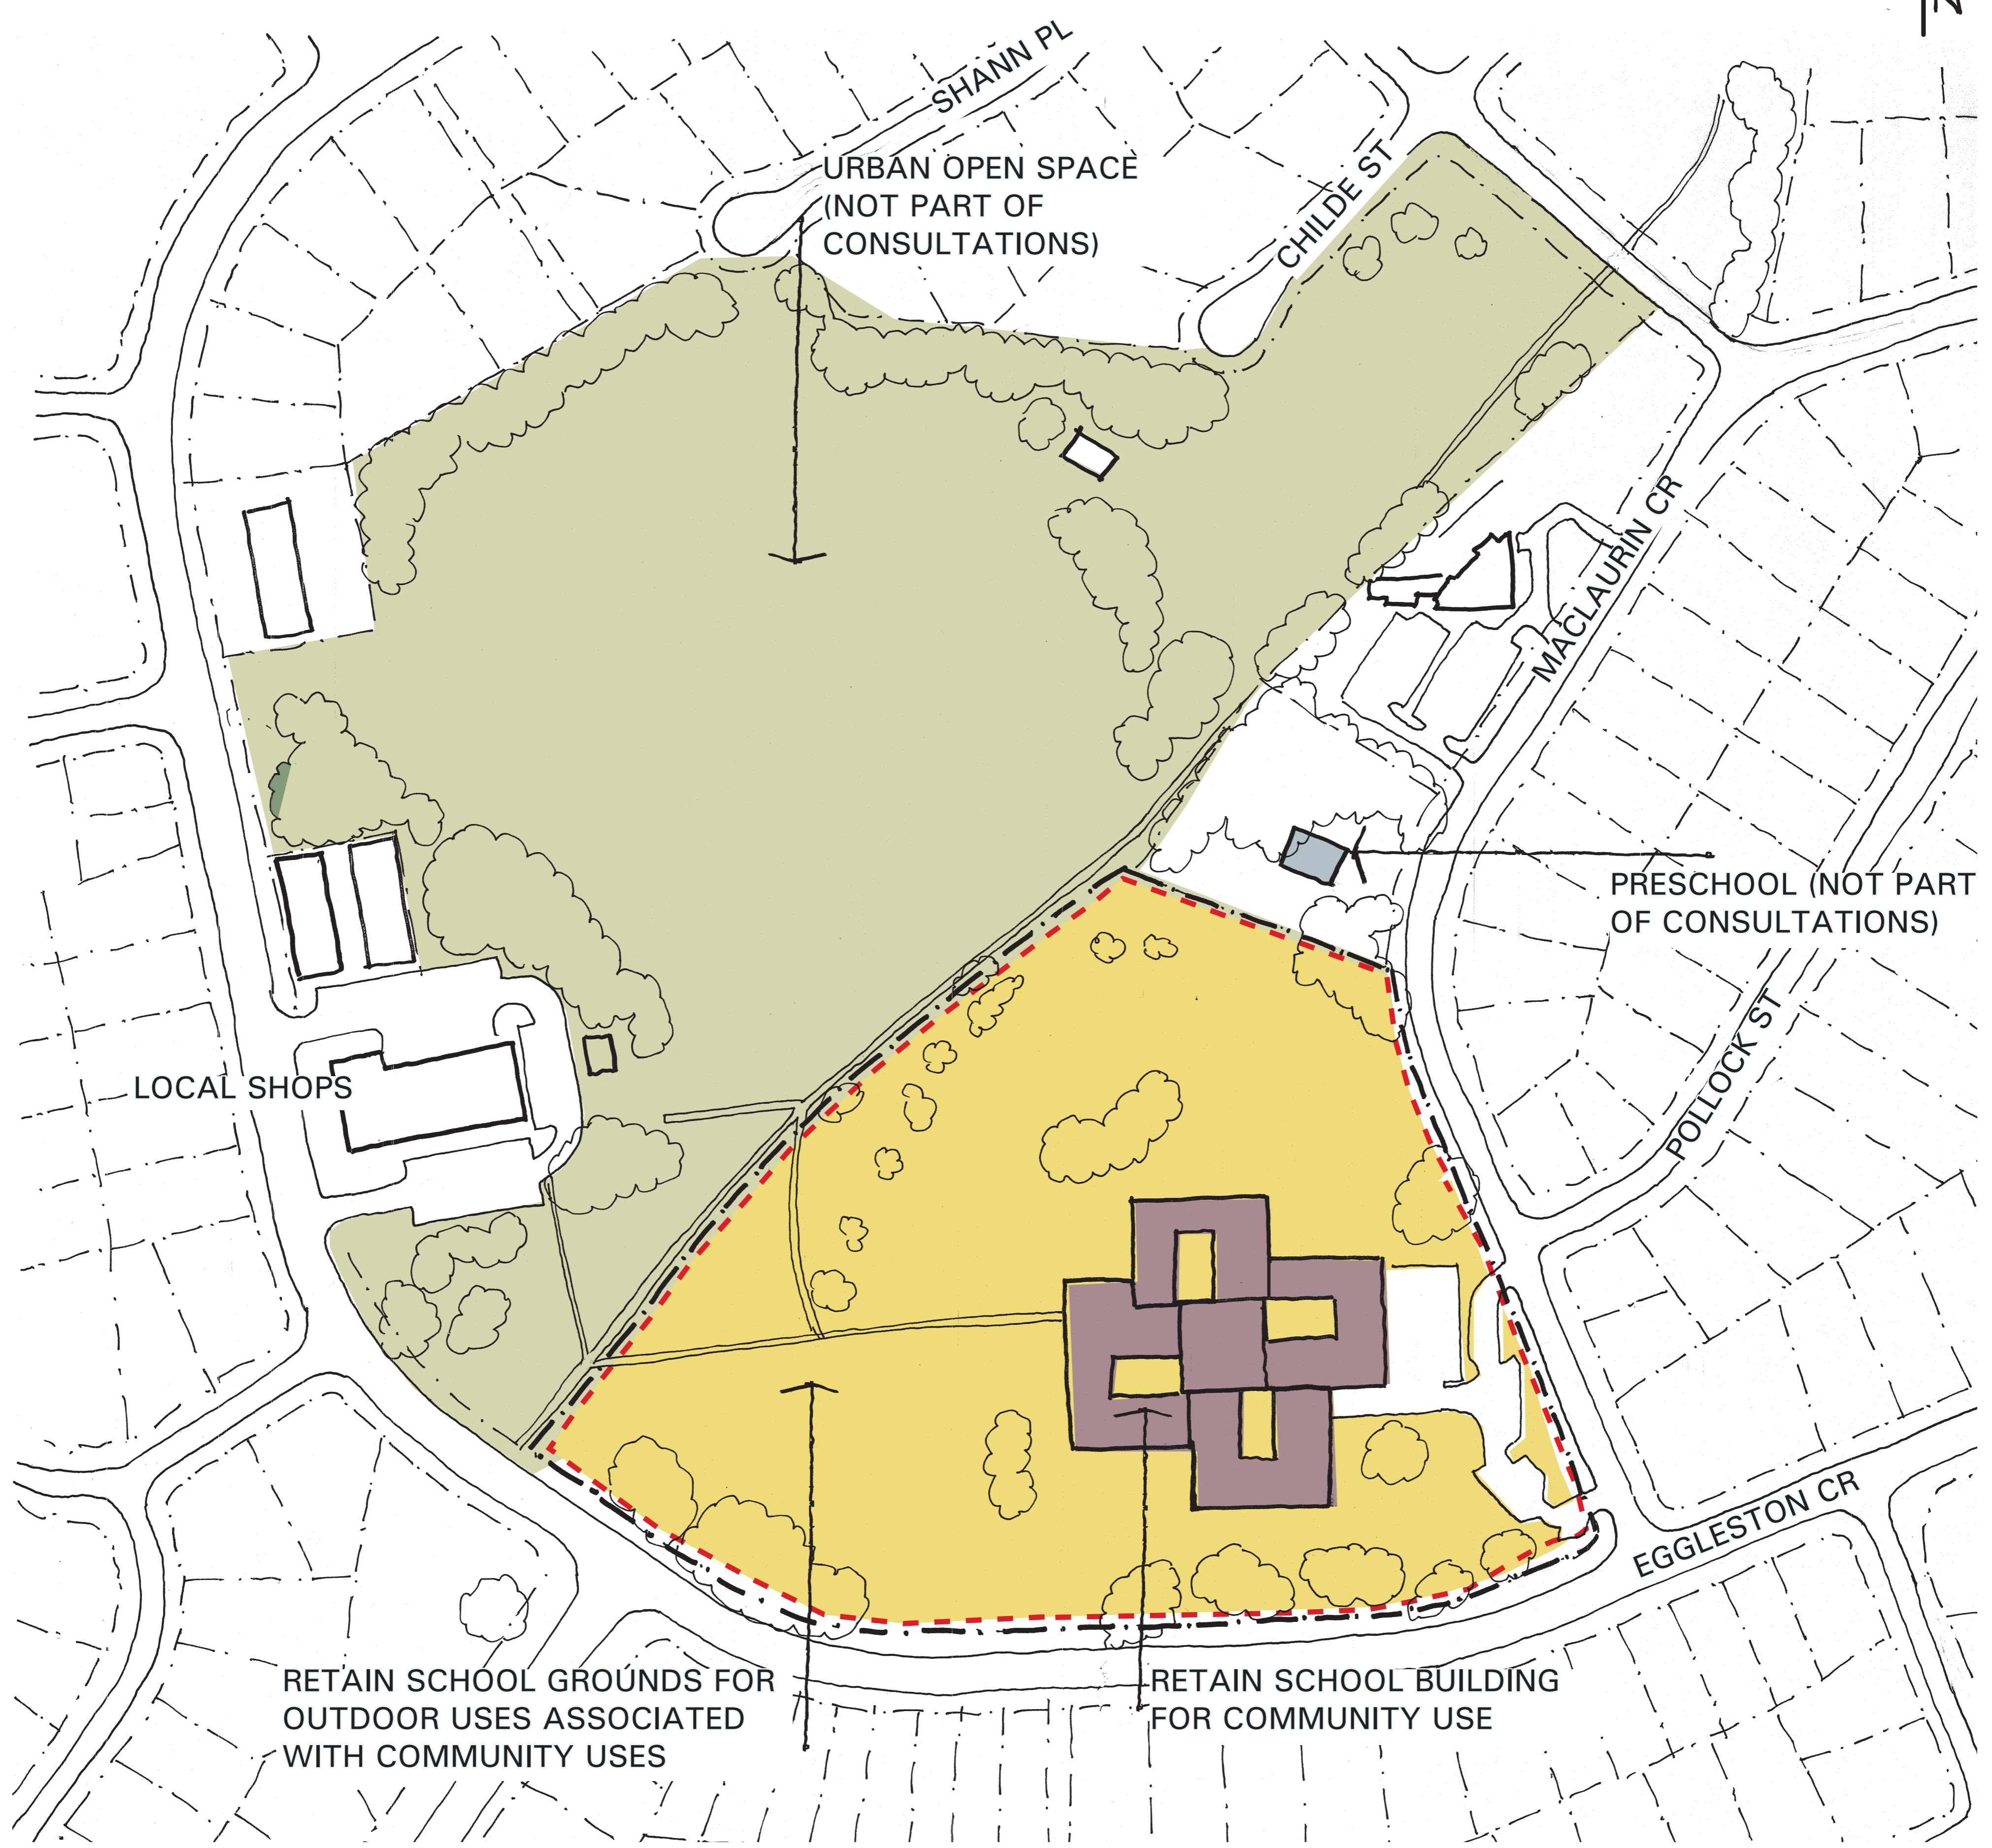 SHANN PL
URBAN OPEN SPACE
(NOT PART OF
CONSULTATIONS)
CHILDE ST
MACLAURIN CR
PRESCHOOL (NOT PART
OF CONSULTATIONS)
POLLOCK ST
LOCAL SHOPS
EGGLESTON CR
RETAIN SCHOOL GROUNDS FOR
OUTDOOR USES ASSOCIATED
WITH COMMUNITY USES
RETAIN SCHOOL BUILDING
FOR COMMUNITY USE